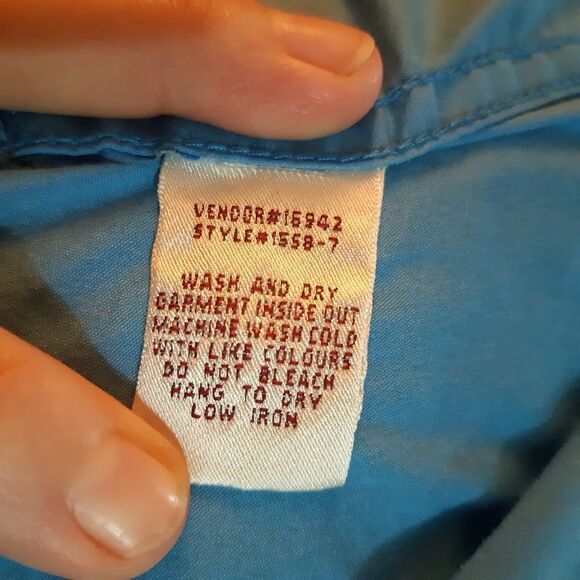 VENDOR#16942
STYLE#1558-7
WASH AND DRY
GARMENT INSIDE OUT
MACHINE WASH COLD
WITH LIKE COLOURS
DO NOT BLEACH
HANG TO DRY
LOW IRON